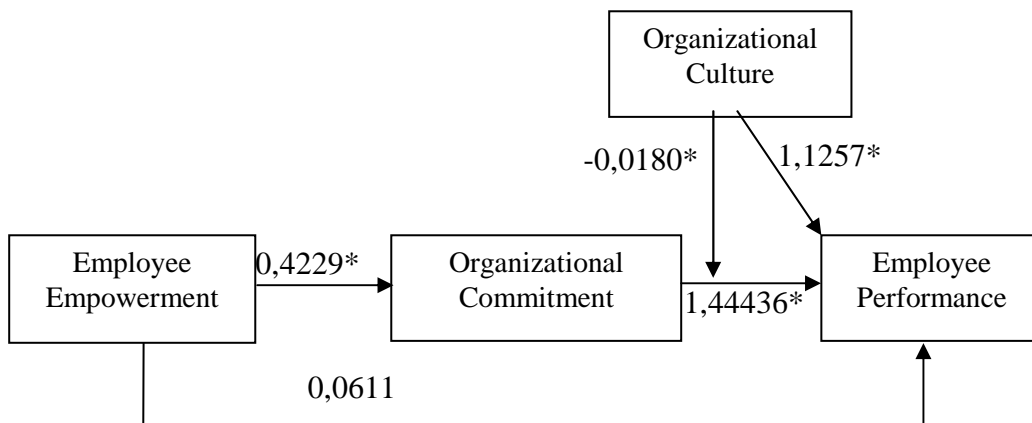 Organizational
Culture
-0,0180*
1,1257*
Employee
Empowerment
0,4229*
Organizational
Commitment
1,44436*
Employee
Performance
0,0611